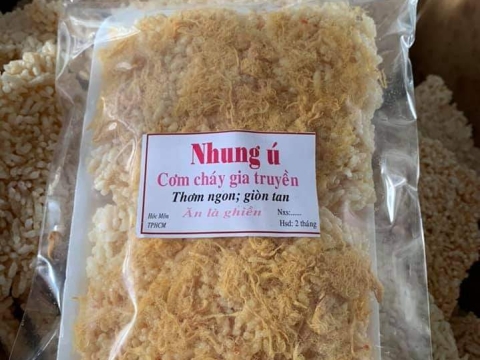 Nhung ú
Cơm cháy gia truyền
Thơm ngon; giòn tan
Ăn là ghiền
Hóc Môn
TPHCM
Nsx:......
Hsd: 2 tháng